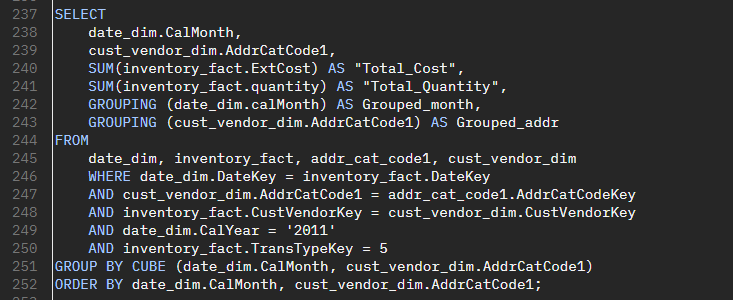 237 SELECT
238 date_dim.CalMonth,
239 cust_vendor_dim.AddrCatCode1,
240 SUM(inventory_fact.ExtCost) AS "Total_Cost",
241 SUM(inventory_fact.quantity) AS "Total_Quantity",
242 GROUPING (date_dim.calMonth) AS Grouped_month,
243 GROUPING (cust_vendor_dim.AddrCatCode1) AS Grouped_addr
244 FROM
245 date_dim, inventory_fact, addr_cat_code1, cust_vendor_dim
246 WHERE date_dim.DateKey = inventory_fact.DateKey
247 AND cust_vendor_dim.AddrCatCode1 = addr_cat_code1.AddrCatCodeKey
248 AND inventory_fact.CustVendorKey = cust_vendor_dim.CustVendorKey
249 AND date_dim.CalYear = '2011'
250 AND inventory_fact.TransTypeKey = 5
251 GROUP BY CUBE (date_dim.CalMonth, cust_vendor_dim.AddrCatCode1)
252 ORDER BY date_dim.CalMonth, cust_vendor_dim.AddrCatCode1;